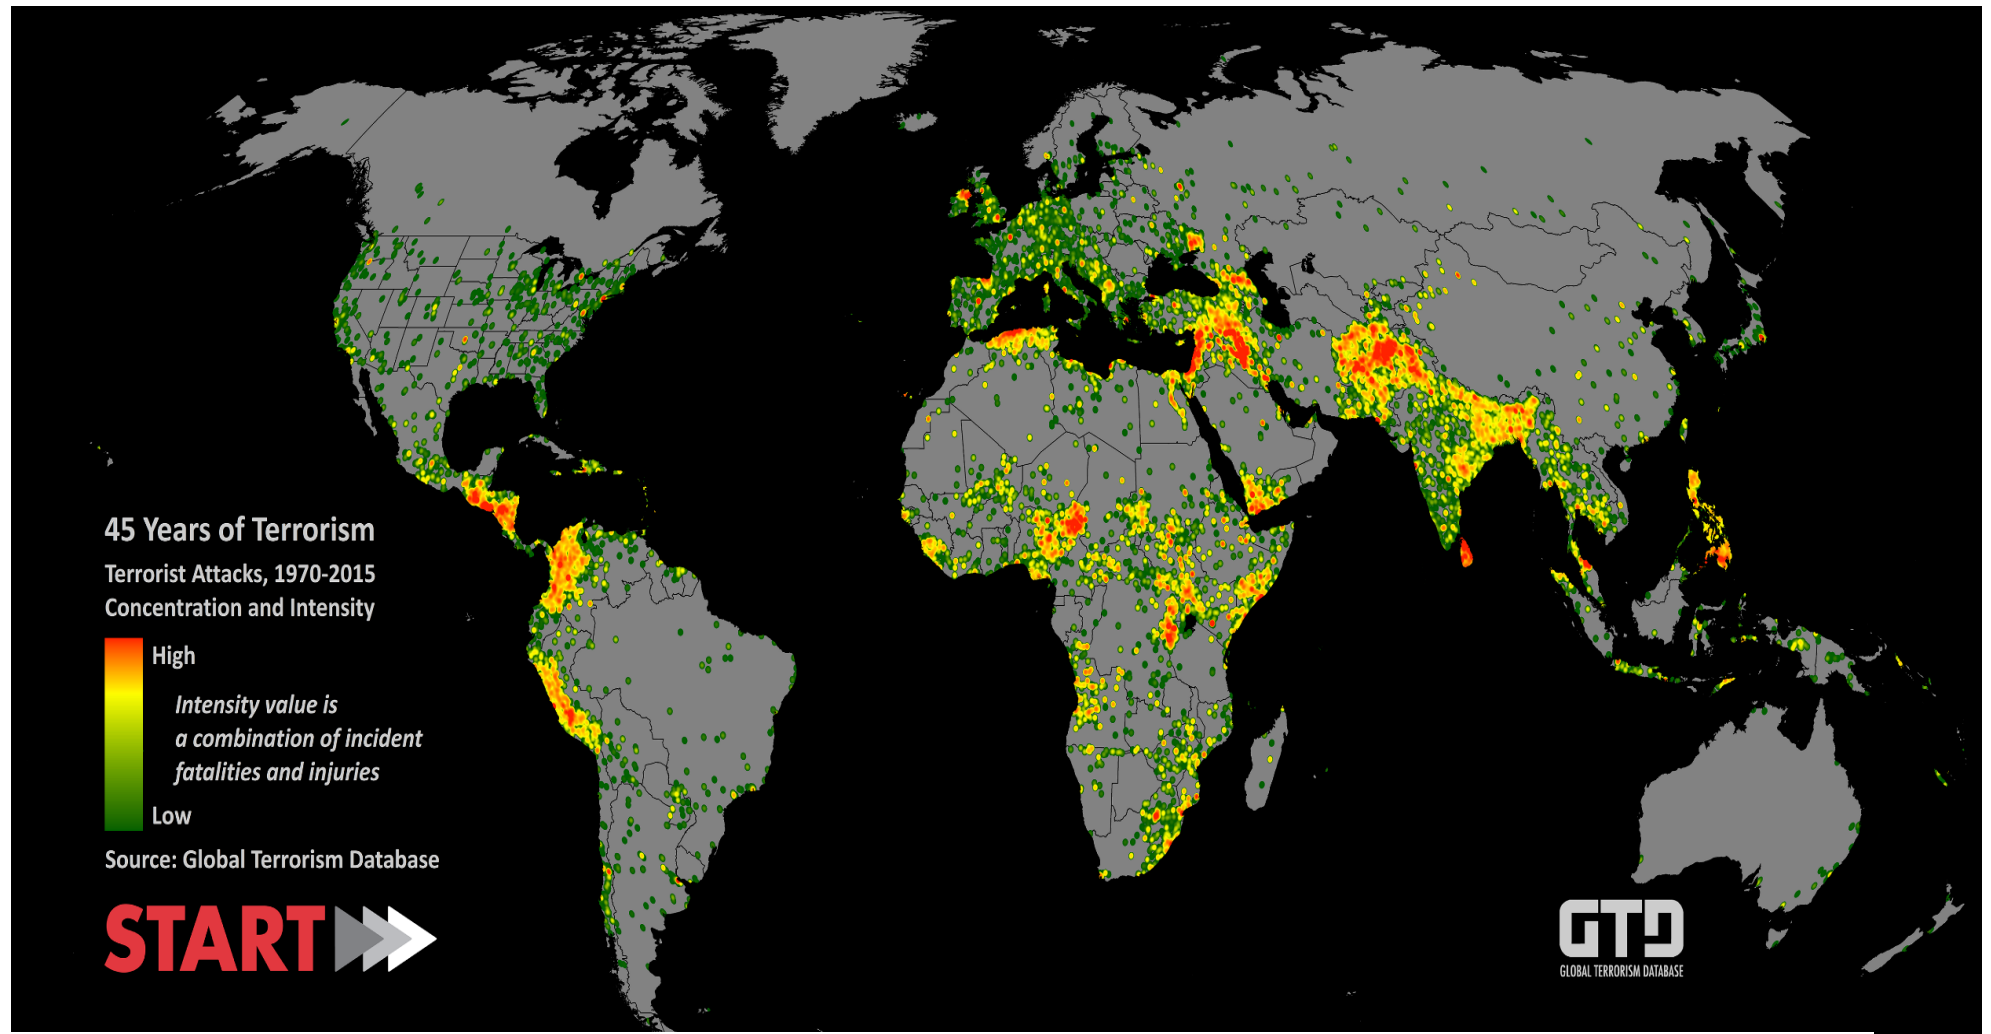 45 Years of Terrorism
Terrorist Attacks, 1970-2015
Concentration and Intensity
High
Intensity value is
a combination of incident
fatalities and injuries
Low
Source: Global Terrorism Database
START
GTD
GLOBAL TERRORISM DATABASE